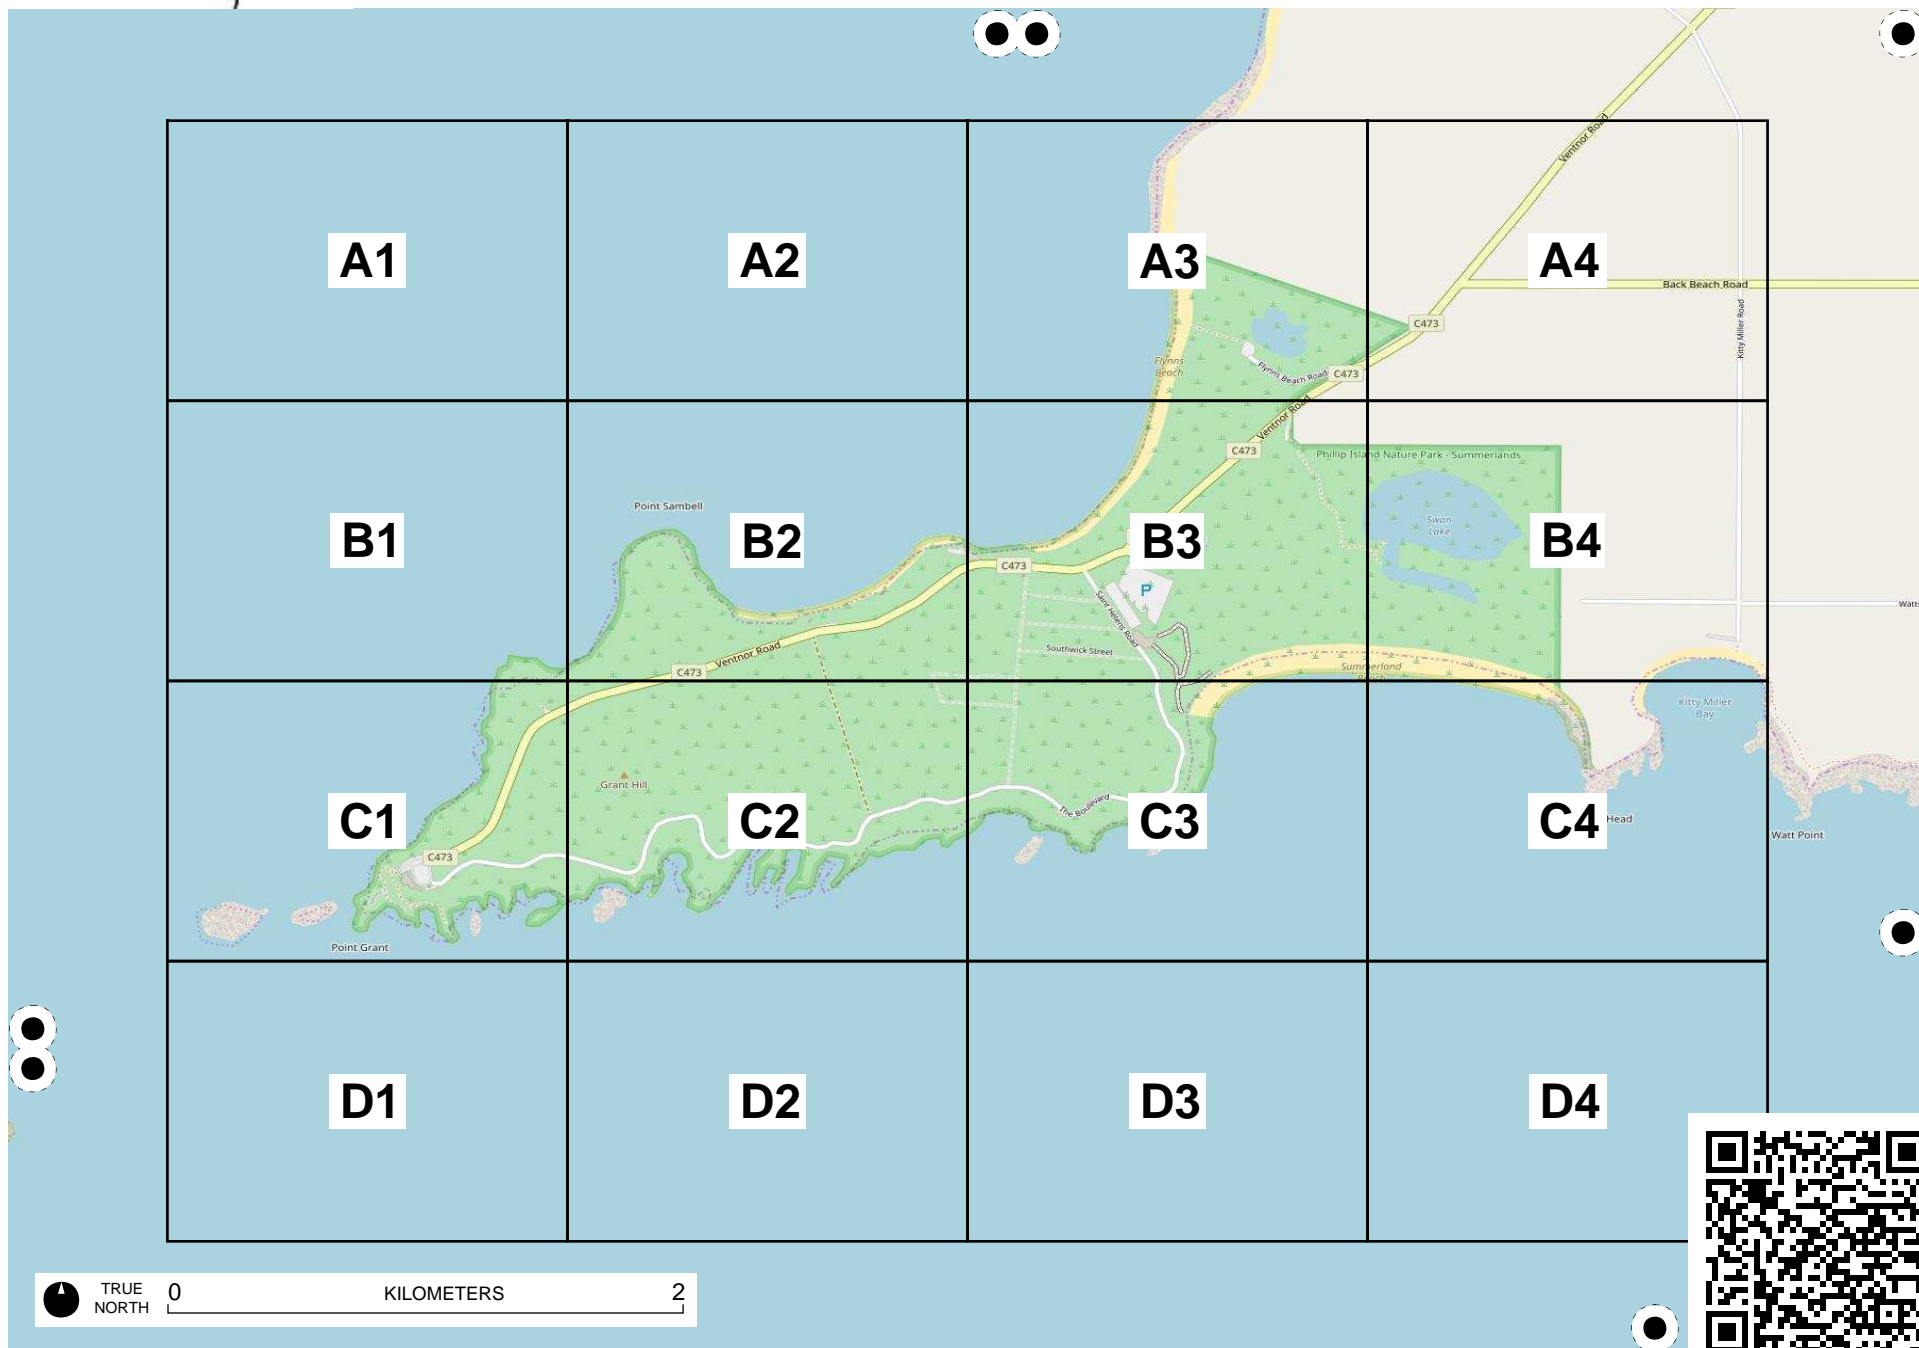 A1
A2
A3
A4
Ventnor Road
Back Beach Road
Kitty Miller Road
C473
C473
Flynns
Beach
Flynns Beach Road
B1
B2
B3
B4
Ventnor Road
C473
Phillip Island Nature Park - Summerlands
Point Sambell
Swan
Lake
C473
P
Saint Helens Road
Southwick Street
Watts
Ventnor Road
C473
Summerland
Beach
Kitty Miller
Bay
Grant Hill
C1
C2
C3
C4
The Boulevard
Head
Watt Point
C473
Point Grant
D1
D2
D3
D4
TRUE
NORTH
0
KILOMETERS
2